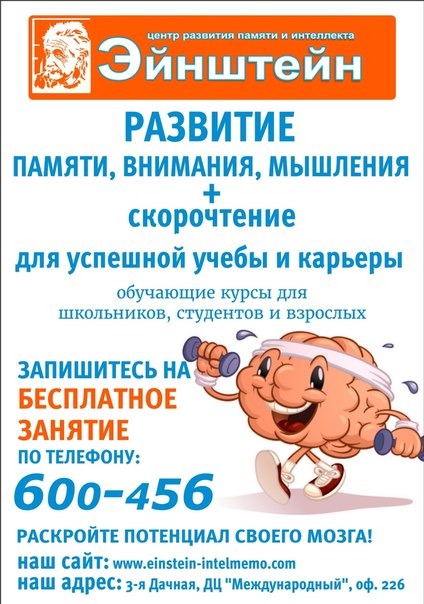 центр развития памяти и интеллекта
Эйнштейн
РАЗВИТИЕ
ПАМЯТИ, ВНИМАНИЯ, МЫШЛЕНИЯ
+
скорочтение
для успешной учебы и карьеры
обучающие курсы для
школьников, студентов и взрослых
ЗАПИШИТЕСЬ НА
БЕСПЛАТНОЕ
ЗАНЯТИЕ
ПО ТЕЛЕФОНУ:
600-456
РАСКРОЙТЕ ПОТЕНЦИАЛ СВОЕГО МОЗГА!
наш сайт: www.einstein-intelmemo.com
наш адрес: 3-я Дачная, ДЦ "Международный", оф. 226